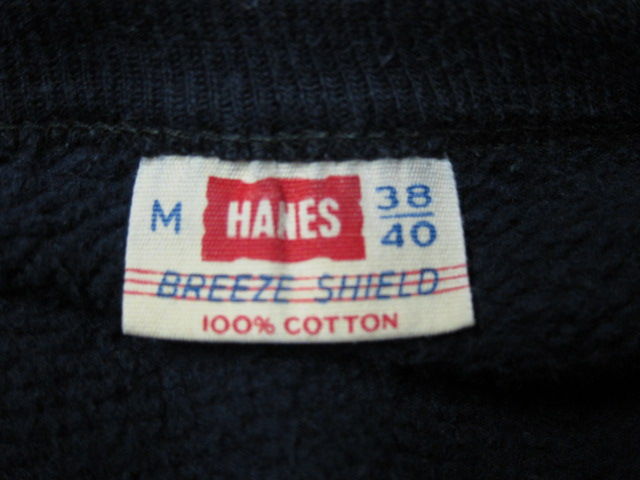 M HANES 38/40
BREEZE SHIELD
100% COTTON